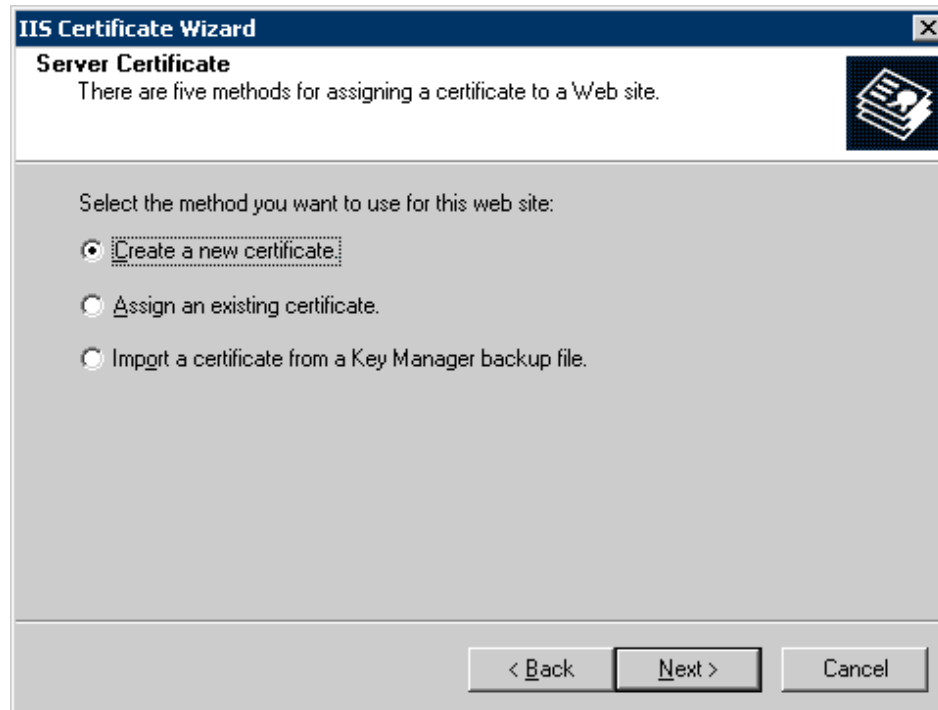 IIS Certificate Wizard
Server Certificate
There are five methods for assigning a certificate to a Web site.
Select the method you want to use for this web site:
Create a new certificate.
Assign an existing certificate.
Import a certificate from a Key Manager backup file.
< Back Next > Cancel